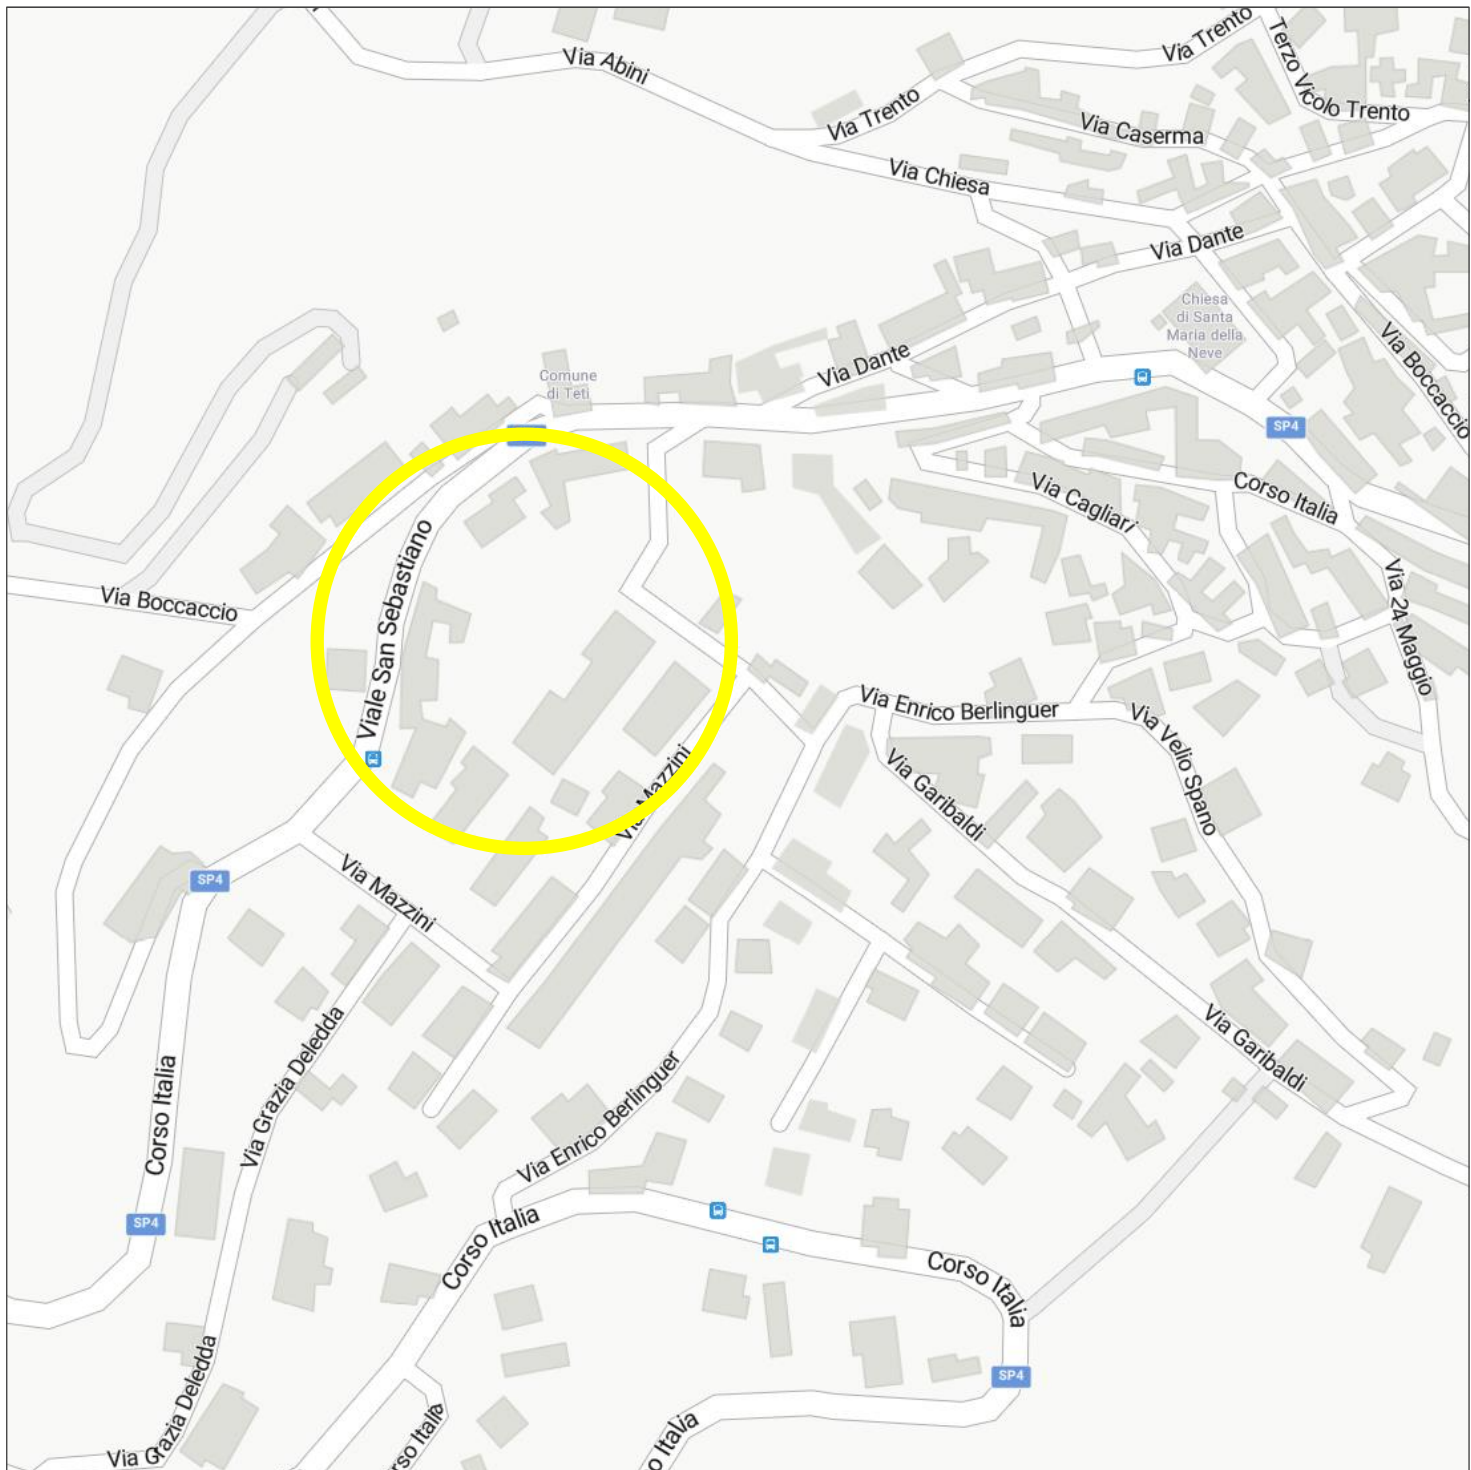 Via Abini
Via Trento
Via Trento
Terzo Vicolo Trento
Via Caserma
Via Chiesa
Via Dante
Chiesa
di Santa
Maria della
Neve
Via Boccaccio
Via Dante
Comune
di Teti
SP4
Corso Italia
Via Cagliari
Viale San Sebastiano
Via Boccaccio
Via 24 Maggio
Via Enrico Berlinguer
Via Velio Spano
Via Garibaldi
Via Mazzini
SP4
Via Mazzini
Via Garibaldi
Via Grazia Deledda
Corso Italia
Via Enrico Berlinguer
SP4
Corso Italia
Corso Italia
SP4
Via Grazia Deledda
rso Italia
o Italia